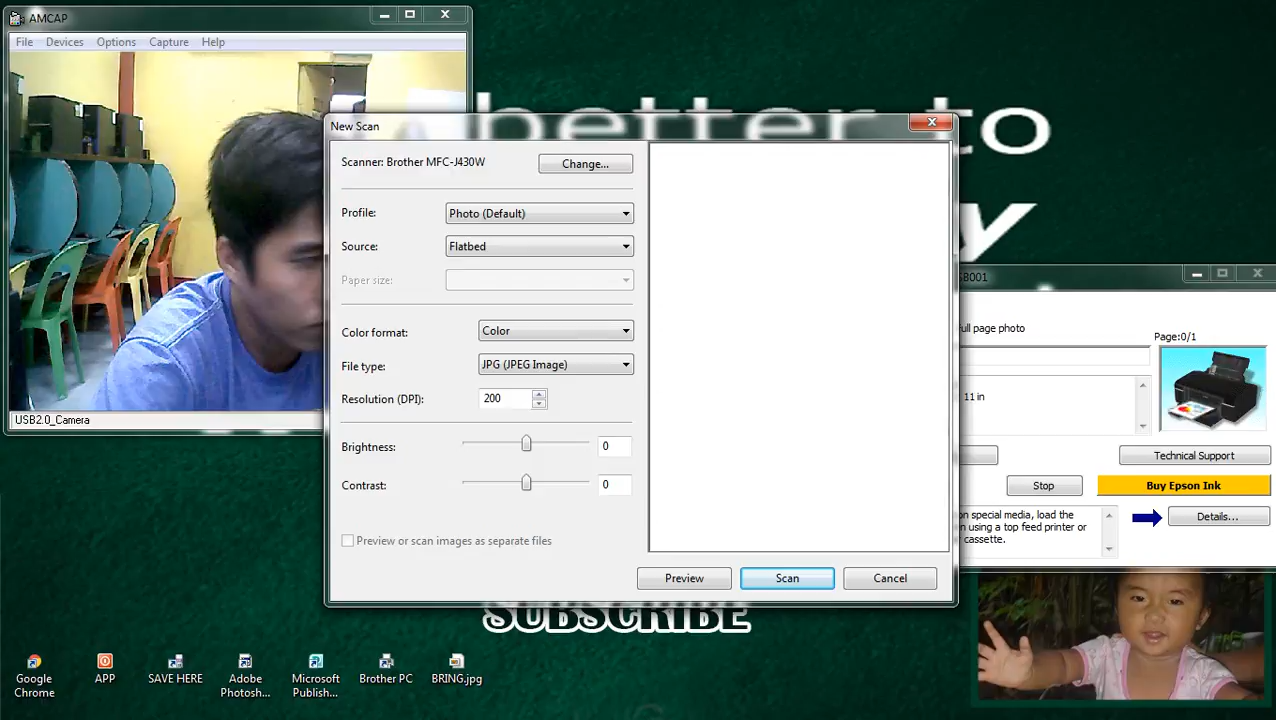 AMCAP
File Devices Options Capture Help
better to
New Scan
Scanner: Brother MFC-J430W
Change...
Profile:
Photo (Default)
Source:
Flatbed
Paper size:
Color format:
Color
File type:
JPG (JPEG Image)
Resolution (DPI):
200
Brightness:
0
Contrast:
0
Preview or scan images as separate files
Preview
Scan
Cancel
USB2.0_Camera
full page photo
Page:0/1
11 in
Technical Support
Stop
Buy Epson Ink
on special media, load the
using a top feed printer or
cassette.
Details...
SUBSCRIBE
Google
Chrome
APP
SAVE HERE
Adobe
Photosh...
Microsoft
Publish...
Brother PC
BRING.jpg